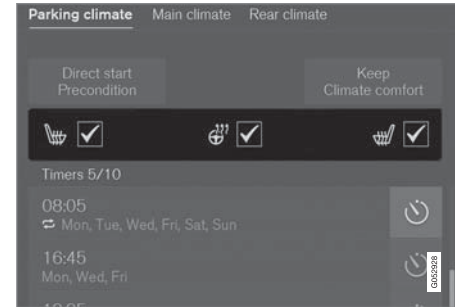 Parking climate Main climate Rear climate
Direct start
Precondition
Keep
Climate comfort
Timers 5/10
08:05
Mon, Tue, Wed, Fri, Sat, Sun
16:45
Mon, Wed, Fri
G052928